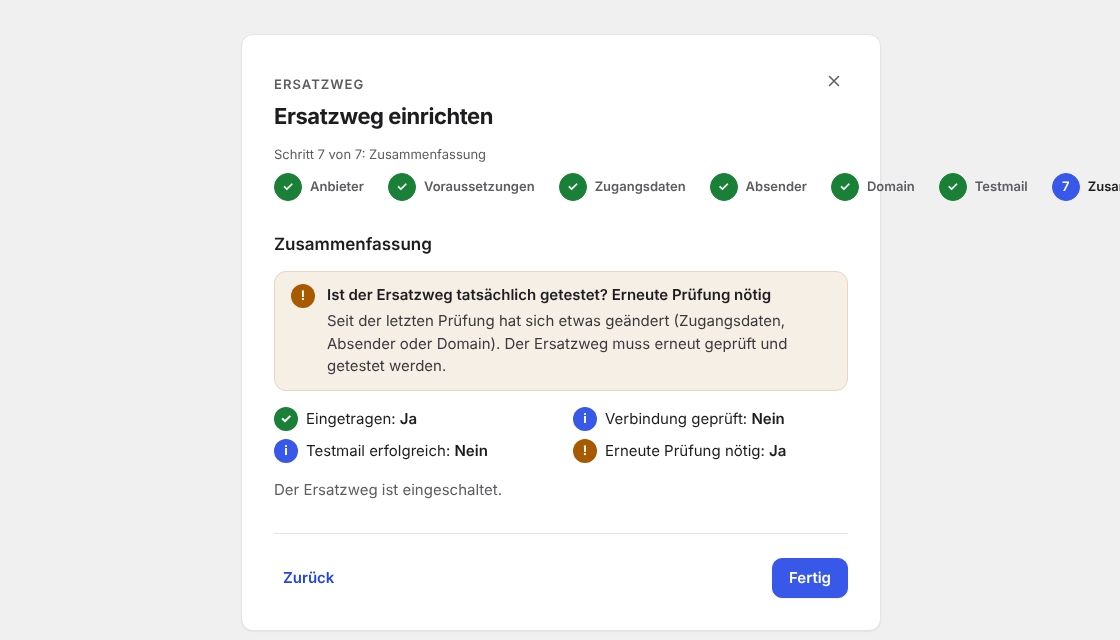 ERSATZWEG
Ersatzweg einrichten
Schritt 7 von 7: Zusammenfassung
Anbieter Voraussetzungen Zugangsdaten Absender Domain Testmail 7
Zusammenfassung
! Ist der Ersatzweg tatsächlich getestet? Erneute Prüfung nötig
Seit der letzten Prüfung hat sich etwas geändert (Zugangsdaten,
Absender oder Domain). Der Ersatzweg muss erneut geprüft und
getestet werden.
Eingetragen: Ja i Verbindung geprüft: Nein
i Testmail erfolgreich: Nein ! Erneute Prüfung nötig: Ja
Der Ersatzweg ist eingeschaltet.
Zurück Fertig